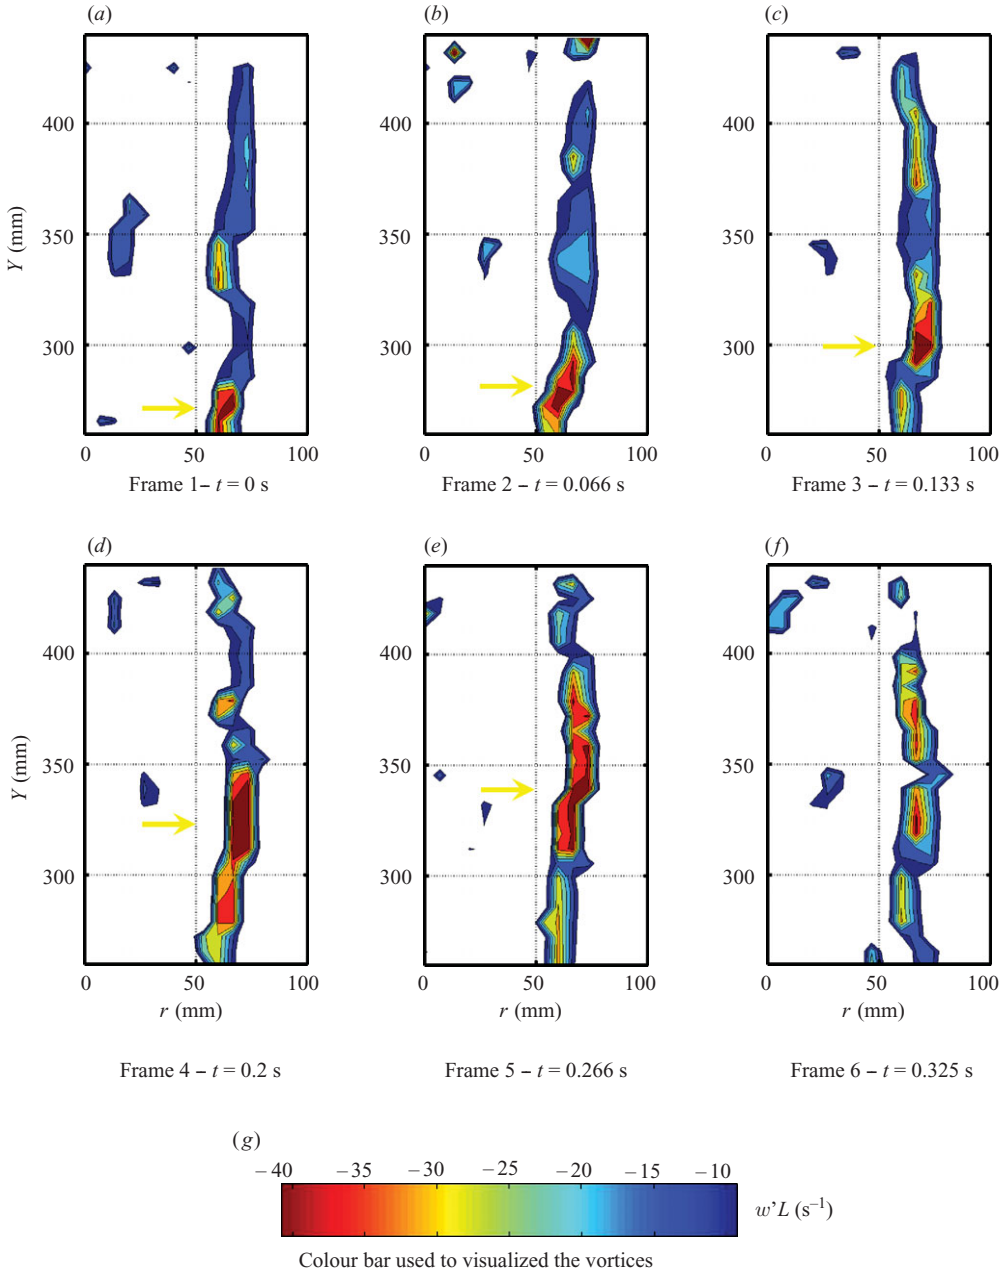 (a) (b) (c)
400 400 400
Y (mm)
350 350 350
300 300 300
0 50 100 0 50 100 0 50 100
Frame 1– t = 0 s Frame 2 – t = 0.066 s Frame 3 – t = 0.133 s
(d) (e) (f)
400 400 400
Y (mm)
350 350 350
300 300 300
0 50 100 0 50 100 0 50 100
r (mm) r (mm) r (mm)
Frame 4 – t = 0.2 s Frame 5 – t = 0.266 s Frame 6 – t = 0.325 s
(g)
–40 –35 –30 –25 –20 –15 –10
w’L (s⁻¹)
Colour bar used to visualized the vortices